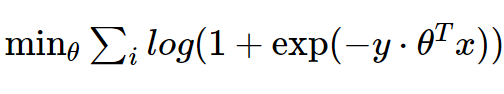 min_θ ∑_i log(1 + exp(−y · θ^T x))